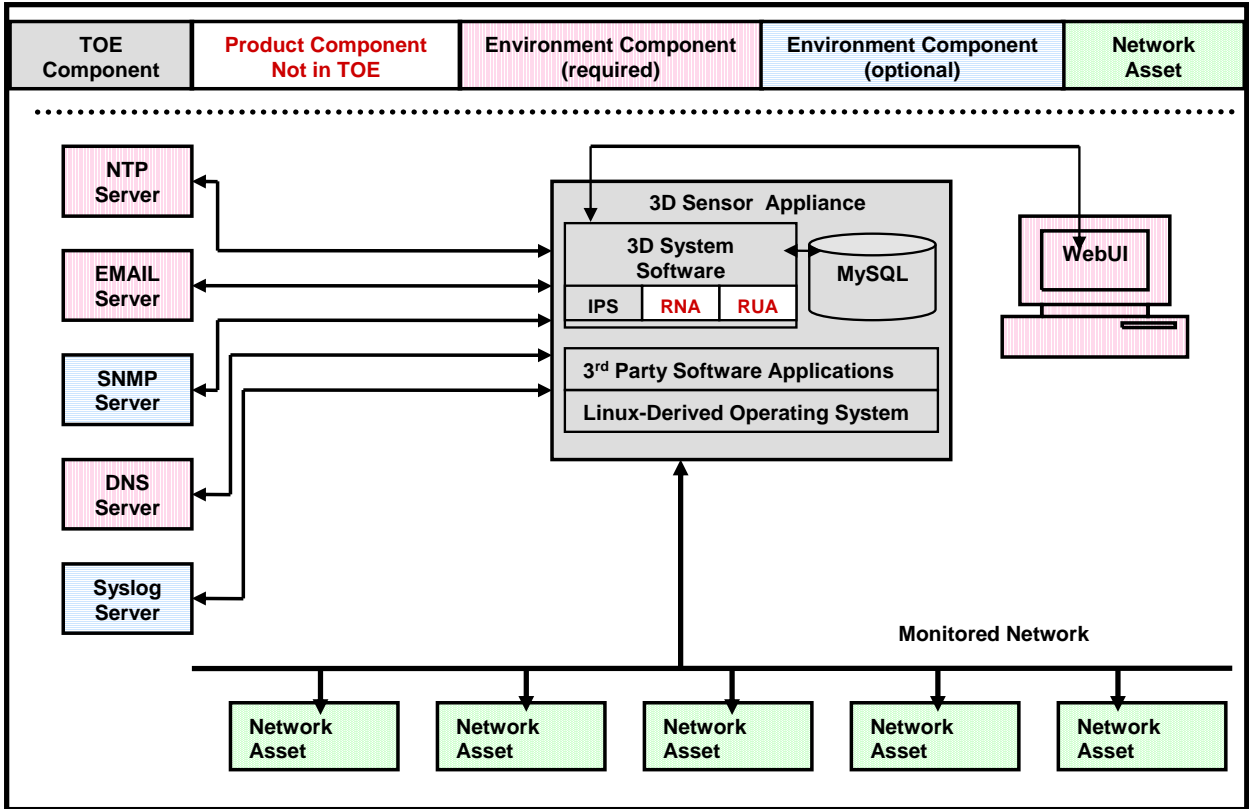 TOE
Component
Product Component
Not in TOE
Environment Component
(required)
Environment Component
(optional)
Network
Asset
NTP
Server
EMAIL
Server
SNMP
Server
DNS
Server
Syslog
Server
3D Sensor Appliance
3D System
Software
IPS
RNA
RUA
MySQL
3rd Party Software Applications
Linux-Derived Operating System
WebUI
Monitored Network
Network
Asset
Network
Asset
Network
Asset
Network
Asset
Network
Asset